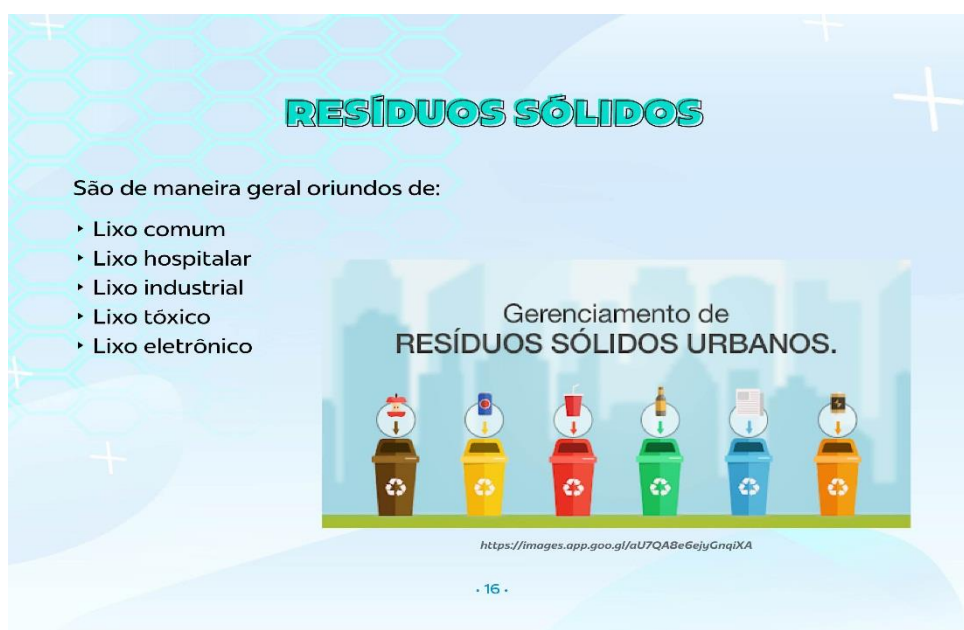 RESÍDUOS SÓLIDOS
São de maneira geral oriundos de:
‣ Lixo comum
‣ Lixo hospitalar
‣ Lixo industrial
‣ Lixo tóxico
‣ Lixo eletrônico
Gerenciamento de
RESÍDUOS SÓLIDOS URBANOS.
https://images.app.goo.gl/aU7QA8e6ejyGnqiXA
• 16 •